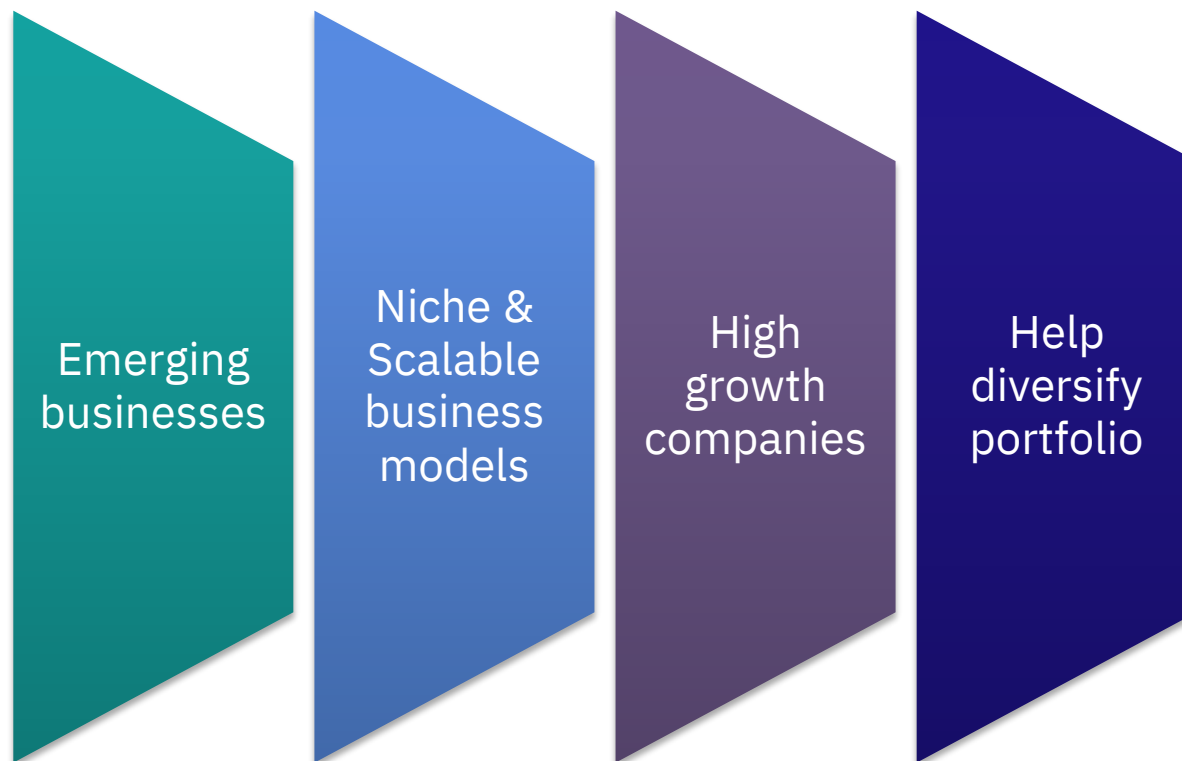 Emerging
businesses
Niche &
Scalable
business
models
High
growth
companies
Help
diversify
portfolio